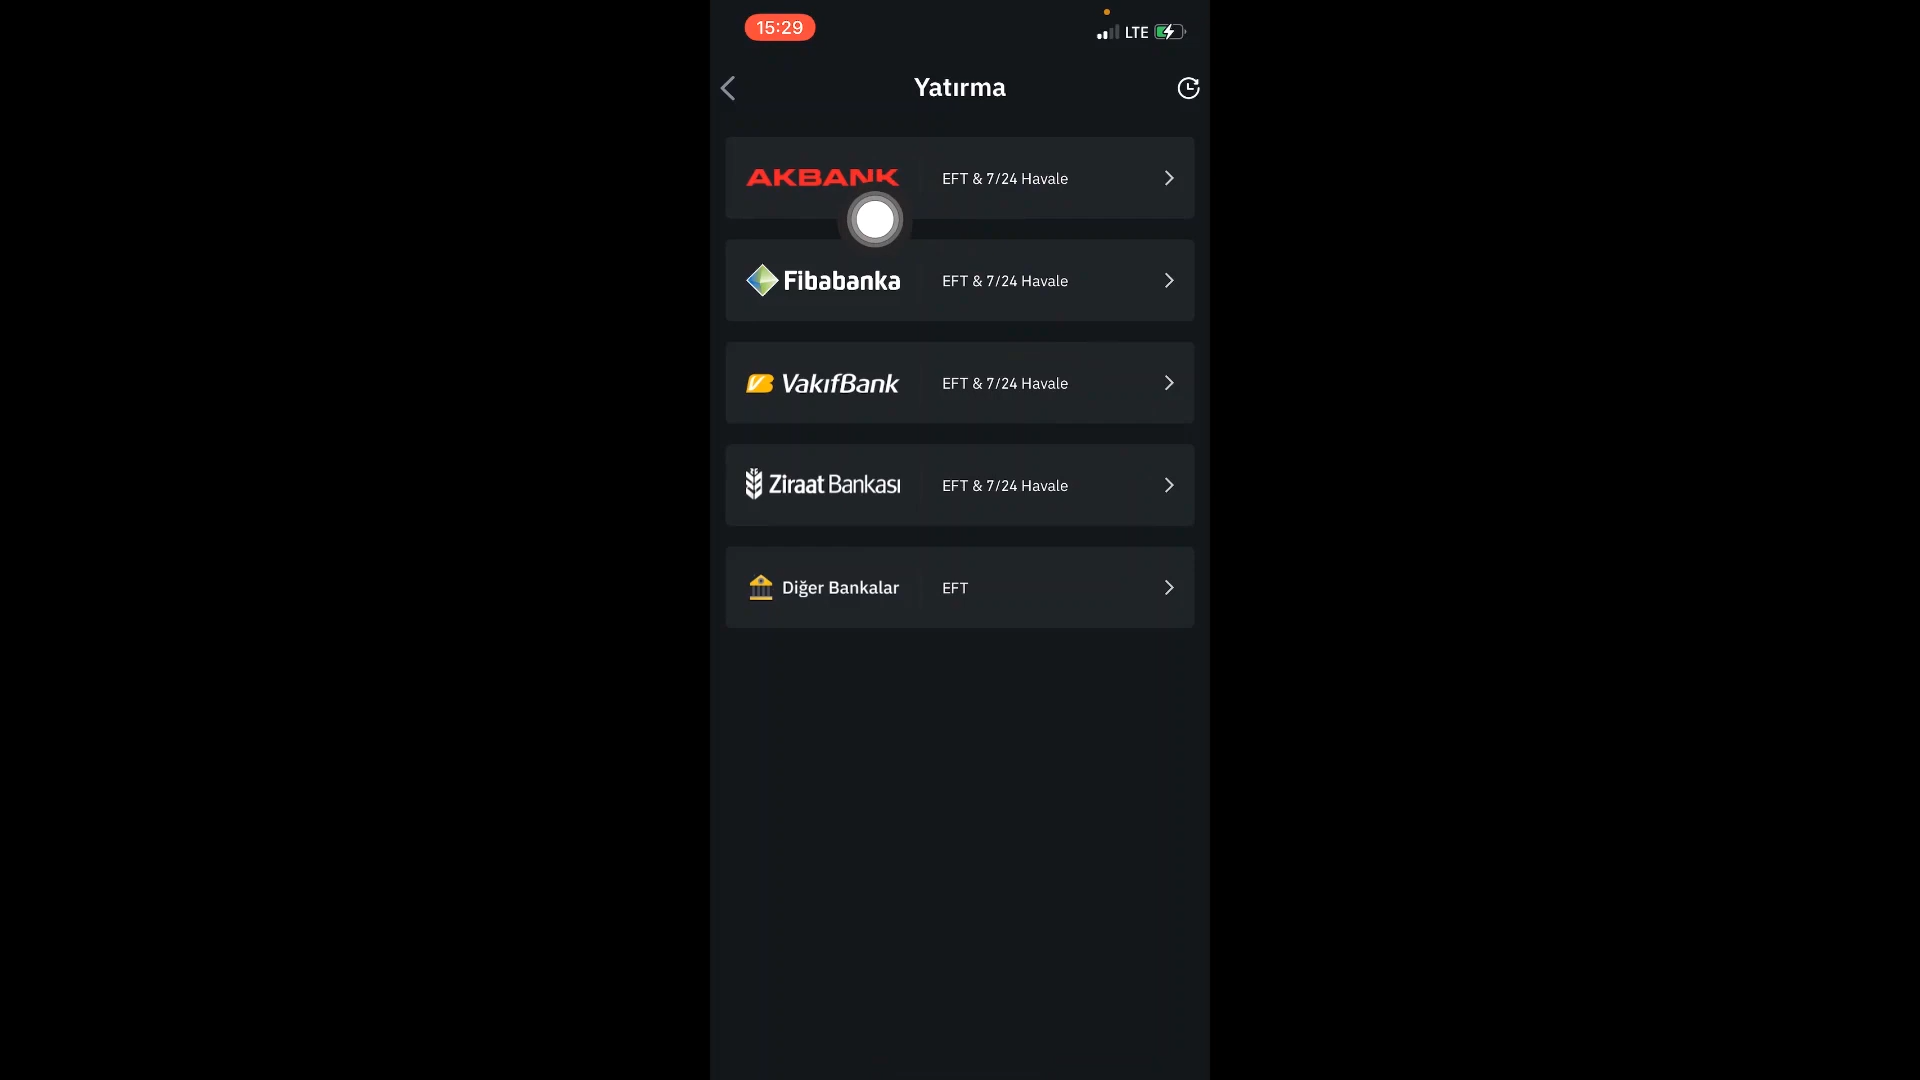 15:29
LTE
Yatırma
AKBANK
EFT & 7/24 Havale
Fibabanka
EFT & 7/24 Havale
VakıfBank
EFT & 7/24 Havale
Ziraat Bankası
EFT & 7/24 Havale
Diğer Bankalar
EFT